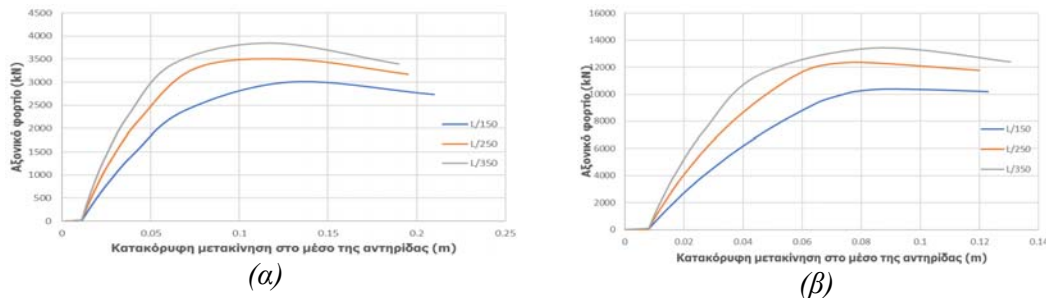 Αξονικό φορτίο (kN)
4500
4000
3500
3000
2500
2000
1500
1000
500
0
0 0.05 0.1 0.15 0.2 0.25
Κατακόρυφη μετακίνηση στο μέσο της αντηρίδας (m)
L/150
L/250
L/350
(α)
Αξονικό φορτίο (kN)
16000
14000
12000
10000
8000
6000
4000
2000
0
0 0.02 0.04 0.06 0.08 0.1 0.12 0.14
Κατακόρυφη μετακίνηση στο μέσο της αντηρίδας (m)
L/150
L/250
L/350
(β)